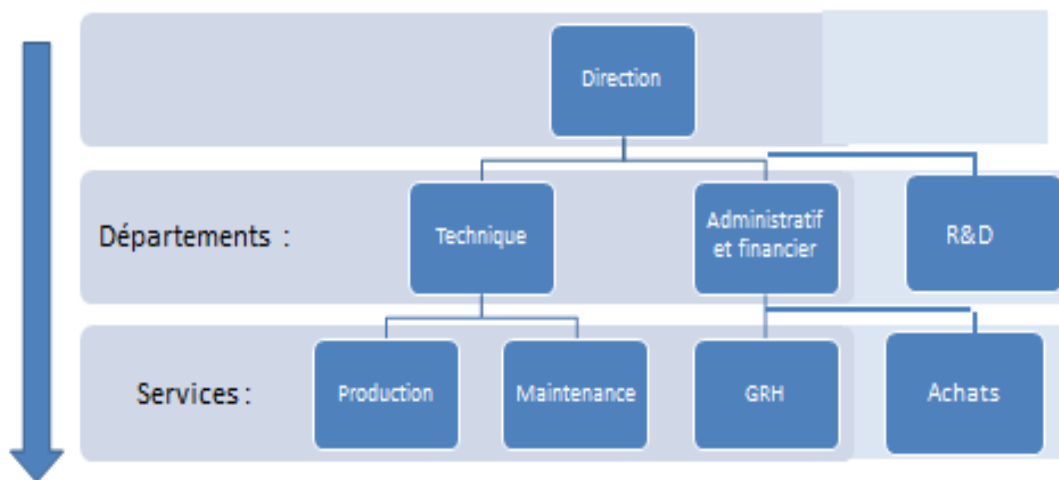 Direction
Départements :
Technique
Administratif
et financier
R&D
Services :
Production
Maintenance
GRH
Achats